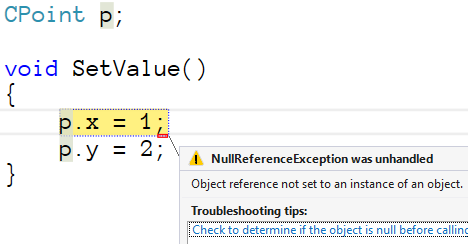 CPoint p;
void SetValue()
{
p.x = 1;
p.y = 2;
}
NullReferenceException was unhandled
Object reference not set to an instance of an object.
Troubleshooting tips:
Check to determine if the object is null before calling